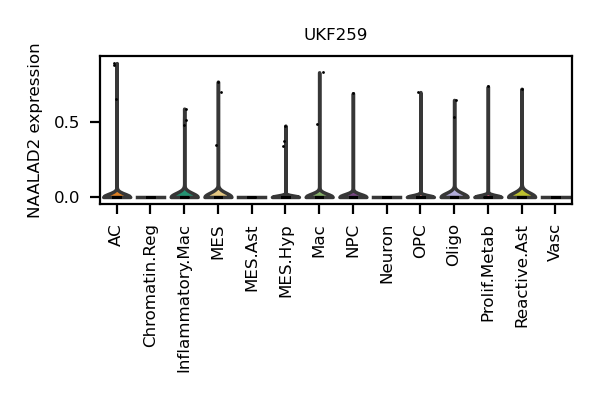 UKF259
NAALAD2 expression
0.5
0.0
AC
Chromatin.Reg
Inflammatory.Mac
MES
MES.Ast
MES.Hyp
Mac
NPC
Neuron
OPC
Oligo
Prolif.Metab
Reactive.Ast
Vasc